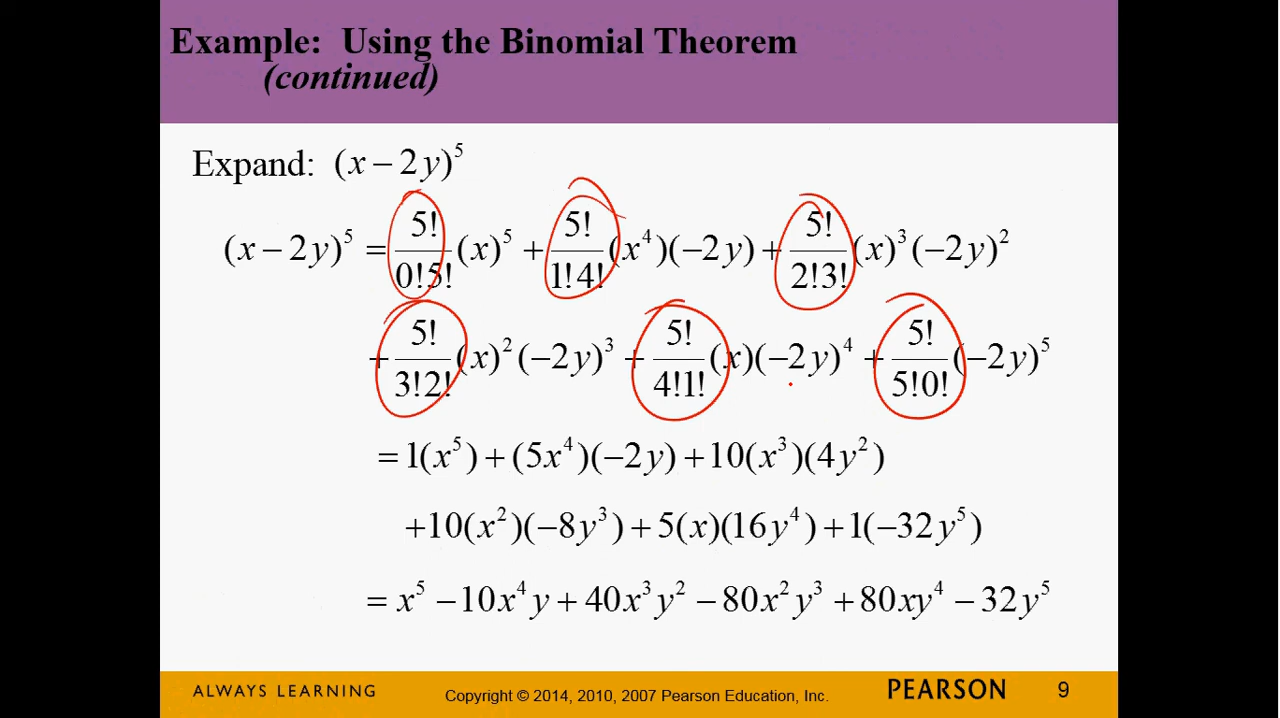 Example: Using the Binomial Theorem
(continued)
Expand: (x − 2y)^5
(x − 2y)^5 = 5!/(0!5!) (x)^5 + 5!/(1!4!) (x^4)(−2y) + 5!/(2!3!) (x)^3(−2y)^2
+ 5!/(3!2!) (x)^2(−2y)^3 + 5!/(4!1!) (x)(−2y)^4 + 5!/(5!0!) (−2y)^5
= 1(x^5) + (5x^4)(−2y) + 10(x^3)(4y^2)
+10(x^2)(−8y^3) + 5(x)(16y^4) + 1(−32y^5)
= x^5 − 10x^4y + 40x^3y^2 − 80x^2y^3 + 80xy^4 − 32y^5
ALWAYS LEARNING Copyright © 2014, 2010, 2007 Pearson Education, Inc. PEARSON 9